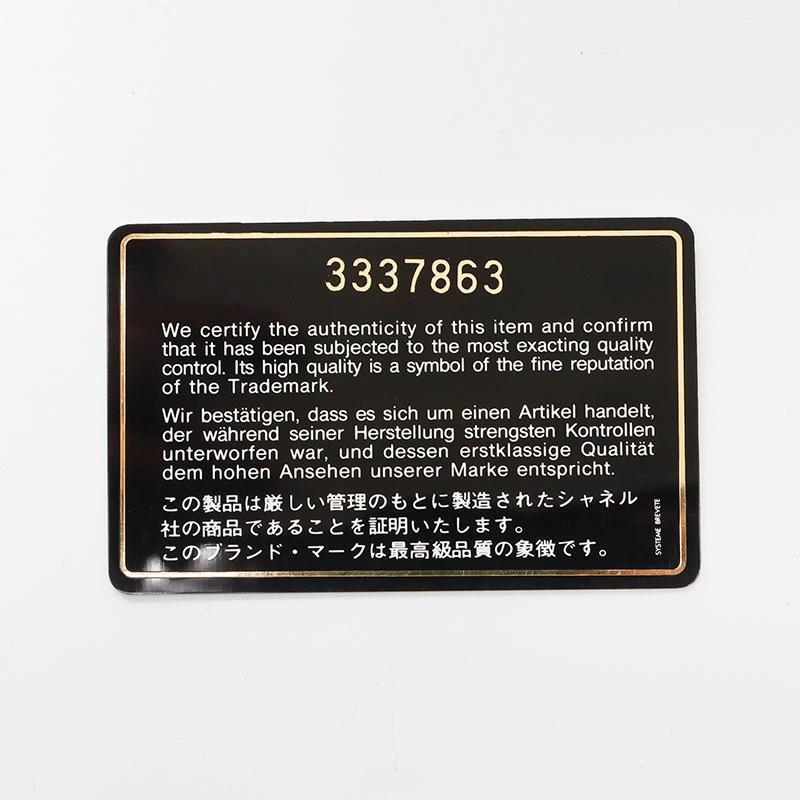 3337863
We certify the authenticity of this item and confirm
that it has been subjected to the most exacting quality
control. Its high quality is a symbol of the fine reputation
of the Trademark.
Wir bestätigen, dass es sich um einen Artikel handelt,
der während seiner Herstellung strengsten Kontrollen
unterworfen war, und dessen erstklassige Qualität
dem hohen Ansehen unserer Marke entspricht.
この製品は厳しい管理のもとに製造されたシャネル
社の商品であることを証明いたします。
このブランド・マークは最高級品質の象徴です。
SYSTEME BREVETE